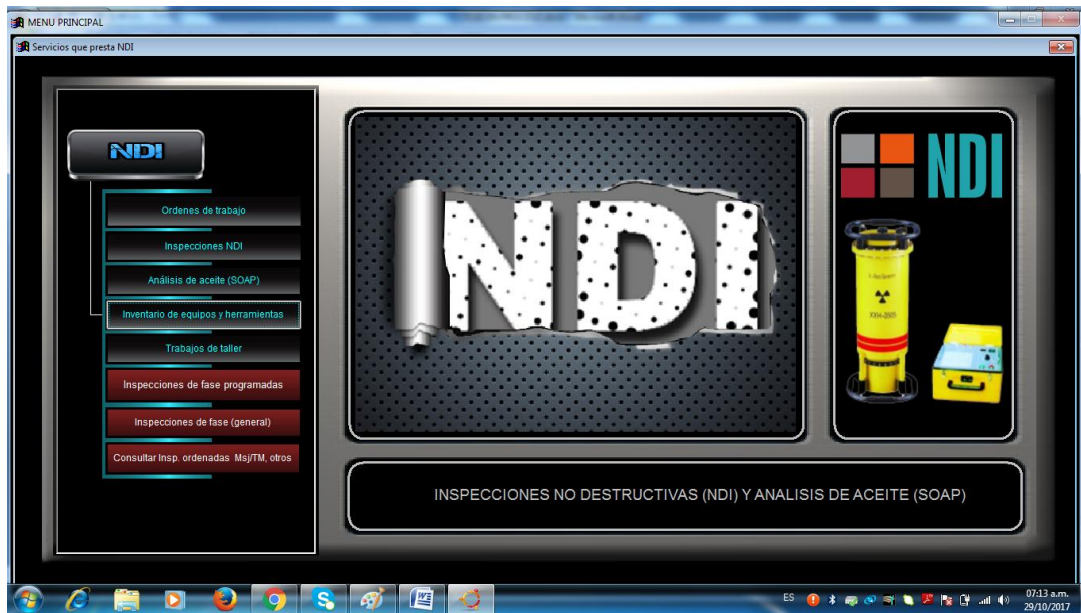 MENU PRINCIPAL
Servicios que presta NDI
NDI
Ordenes de trabajo
Inspecciones NDI
Análisis de aceite (SOAP)
Inventario de equipos y herramientas
Trabajos de taller
Inspecciones de fase programadas
Inspecciones de fase (general)
Consultar Insp. ordenadas Msj/TM, otros
NDI
NDI
XXH-2505
INSPECCIONES NO DESTRUCTIVAS (NDI) Y ANALISIS DE ACEITE (SOAP)
ES
07:13 a.m.
29/10/2017